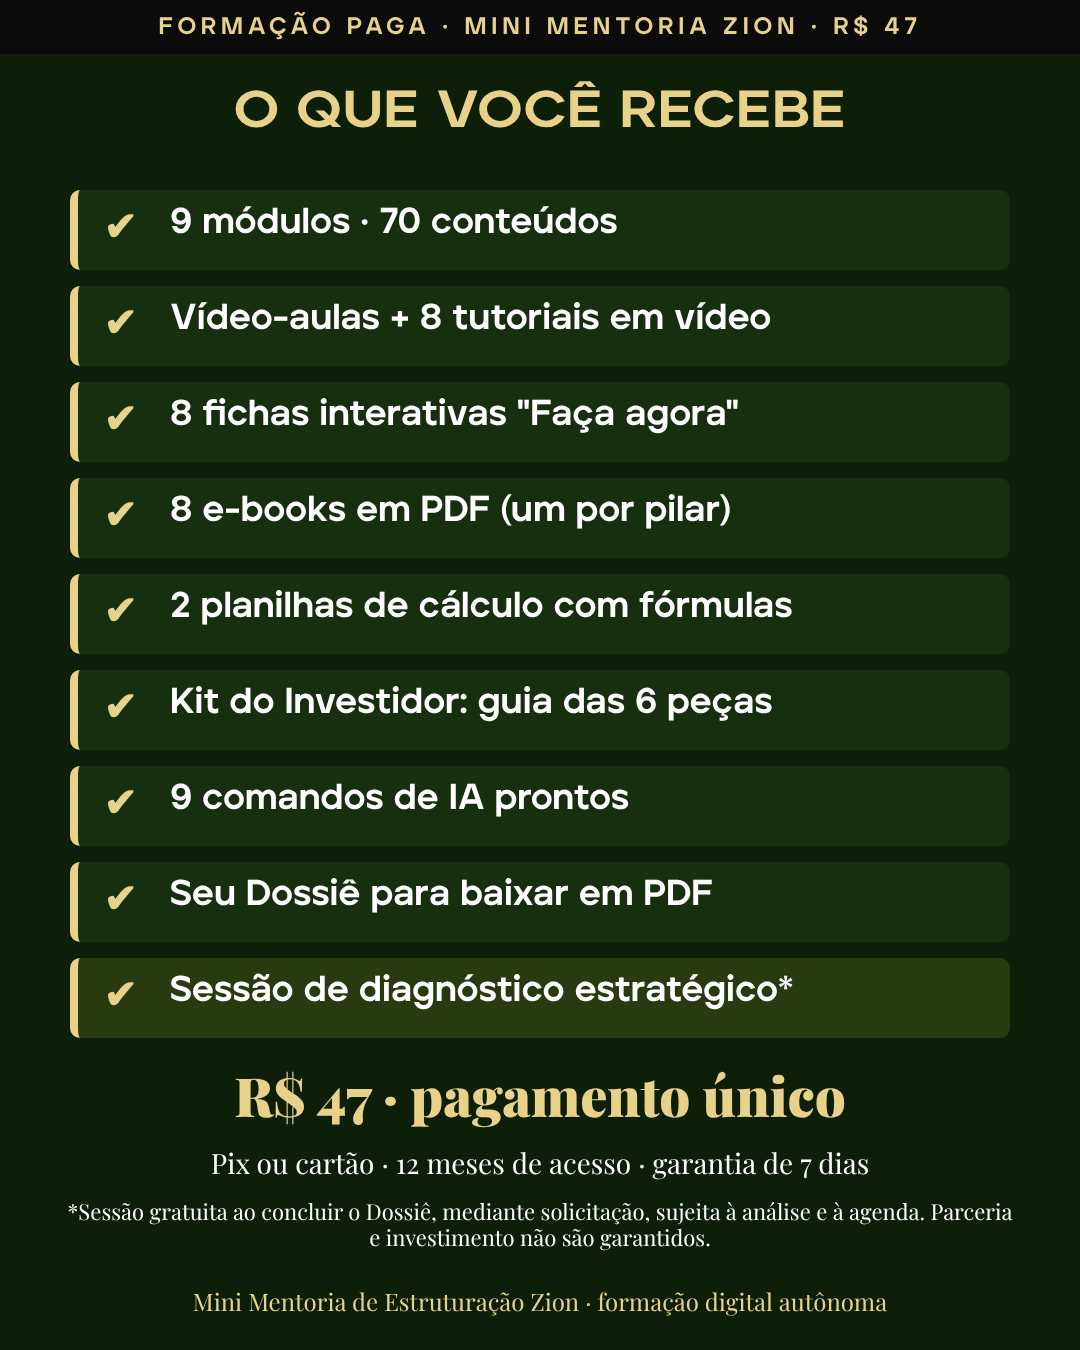 FORMAÇÃO PAGA · MINI MENTORIA ZION · R$ 47
O QUE VOCÊ RECEBE
✔ 9 módulos · 70 conteúdos
✔ Vídeo-aulas + 8 tutoriais em vídeo
✔ 8 fichas interativas "Faça agora"
✔ 8 e-books em PDF (um por pilar)
✔ 2 planilhas de cálculo com fórmulas
✔ Kit do Investidor: guia das 6 peças
✔ 9 comandos de IA prontos
✔ Seu Dossiê para baixar em PDF
✔ Sessão de diagnóstico estratégico*
R$ 47 · pagamento único
Pix ou cartão · 12 meses de acesso · garantia de 7 dias
*Sessão gratuita ao concluir o Dossiê, mediante solicitação, sujeita à análise e à agenda. Parceria
e investimento não são garantidos.
Mini Mentoria de Estruturação Zion · formação digital autônoma